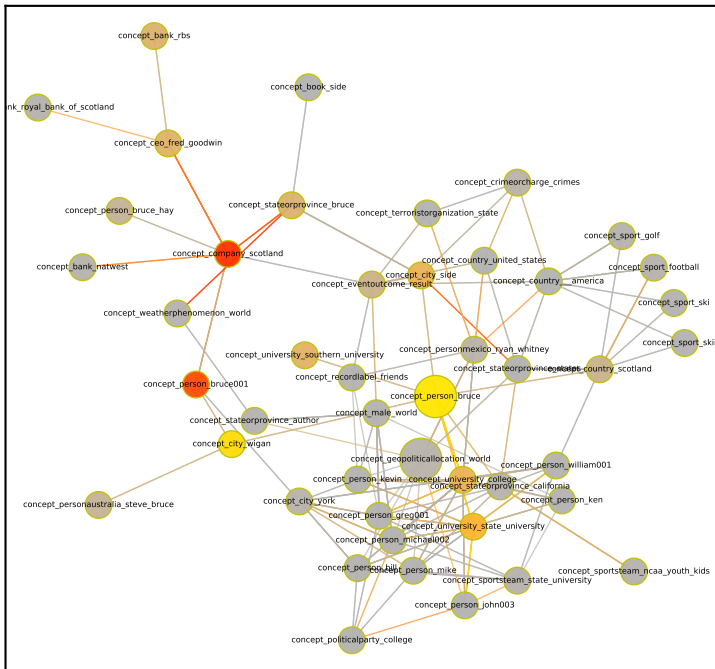 concept_bank_rbs
concept_book_side
nk_royal_bank_of_scotland
concept_ceo_fred_goodwin
concept_crimeorcharge_crimes
concept_person_bruce_hay
concept_stateorprovince_bruce
concept_terroristorganization_state
concept_sport_golf
concept_company_scotland
concept_country_united_states
concept_bank_natwest
concept_city_side
concept_sport_football
concept_eventoutcome_result
concept_country__america
concept_sport_ski
concept_weatherphenomenon_world
concept_sport_skii
concept_university_southern_university
concept_personmexico_ryan_whitney
concept_recordlabel_friends
concept_stateorprovince_states
concept_country_scotland
concept_person_bruce001
concept_person_bruce
concept_stateorprovince_author
concept_male_world
concept_city_wigan
concept_geopoliticallocation_world
concept_person_william001
concept_person_kevin
concept_university_college
concept_stateorprovince_california
concept_personaustralia_steve_bruce
concept_city_york
concept_person_ken
concept_person_greg001
concept_university_state_university
concept_person_michael002
concept_person_bill
concept_person_mike
concept_sportsteam_ncaa_youth_kids
concept_sportsteam_state_university
concept_person_john003
concept_politicalparty_college